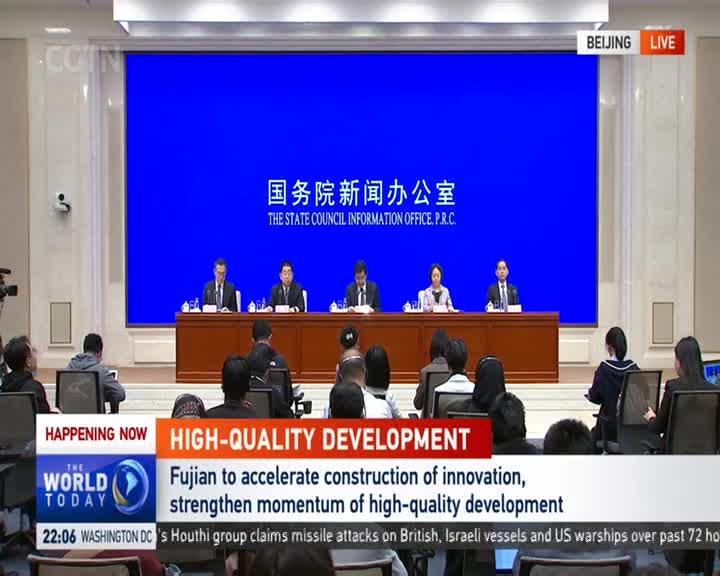 CGTN
BEIJING LIVE
国务院新闻办公室
THE STATE COUNCIL INFORMATION OFFICE, P.R.C.
HAPPENING NOW
HIGH-QUALITY DEVELOPMENT
THE WORLD TODAY
Fujian to accelerate construction of innovation,
strengthen momentum of high-quality development
22:06 WASHINGTON DC
's Houthi group claims missile attacks on British, Israeli vessels and US warships over past 72 ho